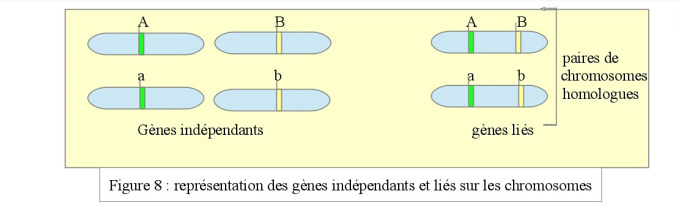 A B A B
paires de
chromosomes
homologues
a b a b
Gènes indépendants gènes liés
Figure 8 : représentation des gènes indépendants et liés sur les chromosomes